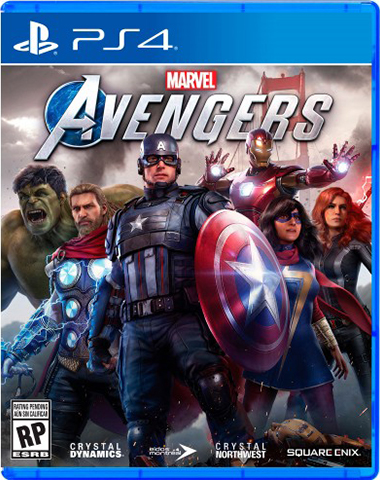 PS4
MARVEL
AVENGERS
A
RATING PENDING
AÚN SIN CALIFICAR
RP
ESRB
CRYSTAL
DYNAMICS
eidos
montréal
CRYSTAL
NORTHWEST
SQUARE ENIX